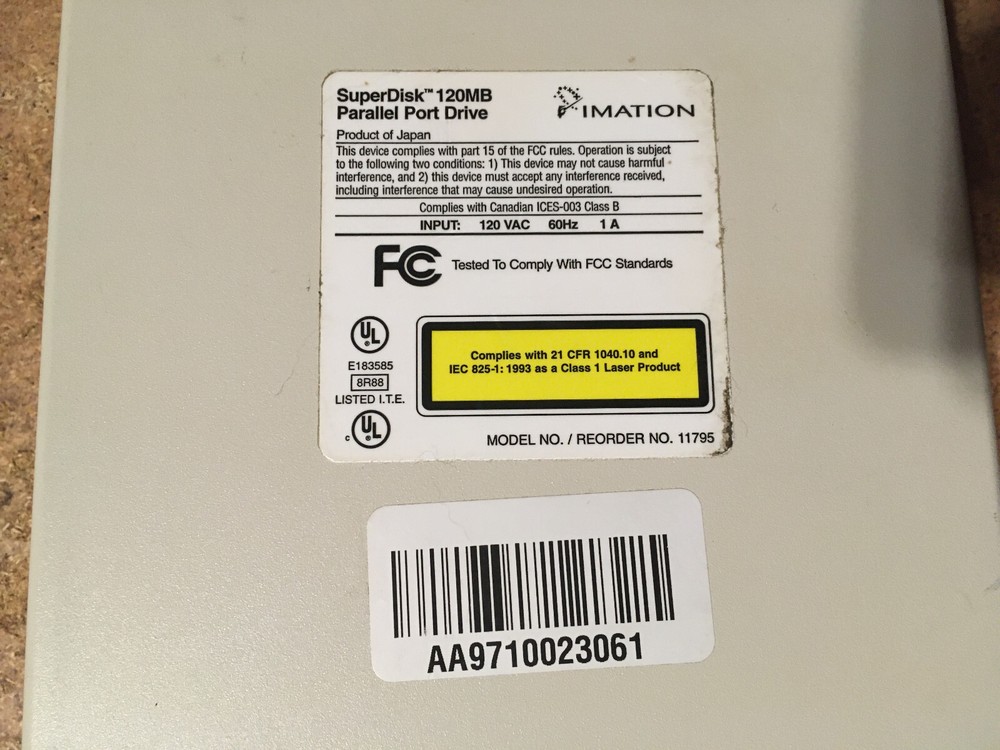 SuperDisk™ 120MB
Parallel Port Drive
IMATION
Product of Japan
This device complies with part 15 of the FCC rules. Operation is subject
to the following two conditions: 1) This device may not cause harmful
interference, and 2) this device must accept any interference received,
including interference that may cause undesired operation.
Complies with Canadian ICES-003 Class B
INPUT: 120 VAC 60Hz 1 A
FC Tested To Comply With FCC Standards
UL
E183585
8R88
LISTED I.T.E.
c UL
Complies with 21 CFR 1040.10 and
IEC 825-1: 1993 as a Class 1 Laser Product
MODEL NO. / REORDER NO. 11795
AA9710023061